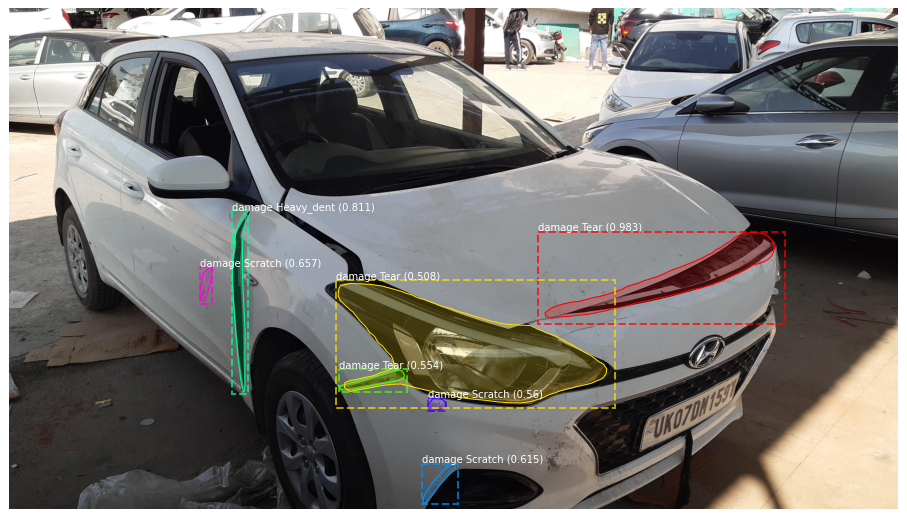 damage Heavy_dent (0.811)
damage Tear (0.983)
damage Scratch (0.657)
damage Tear (0.508)
damage Tear (0.554)
damage Scratch (0.56)
damage Scratch (0.615)
UK07DN1591